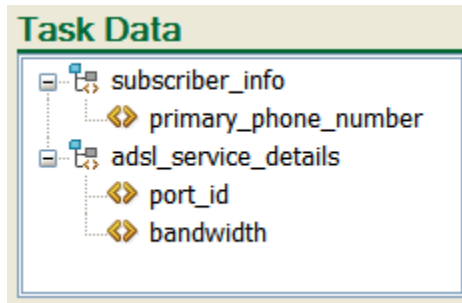 Task Data
subscriber_info
primary_phone_number
adsl_service_details
port_id
bandwidth